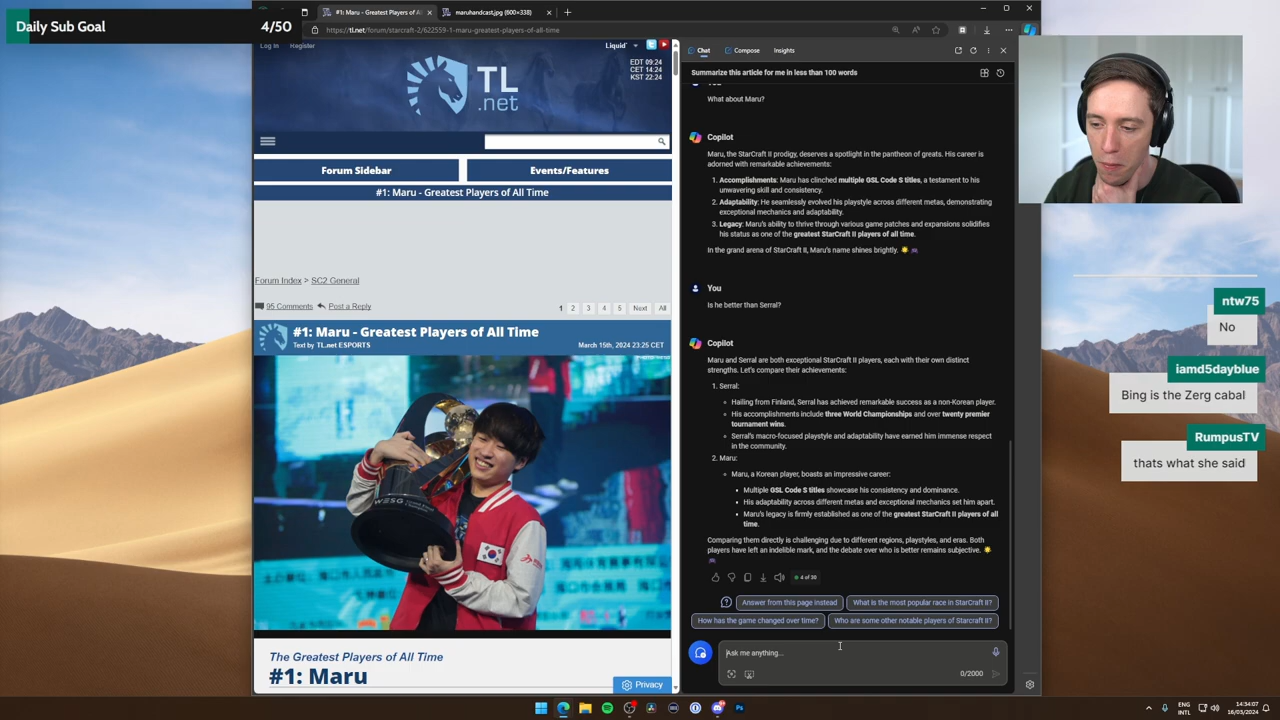 Daily Sub Goal
4/50
#1: Maru - Greatest Players of A
maruhandcast.jpg (600×338)
https://tl.net/forum/starcraft-2/622559-1-maru-greatest-players-of-all-time
Log In Register
Liquid`
EDT 09:24
CET 14:24
KST 22:24
TL
.net
Forum Sidebar
Events/Features
#1: Maru - Greatest Players of All Time
Forum Index > SC2 General
95 Comments Post a Reply
1 2 3 4 5 Next All
#1: Maru - Greatest Players of All Time
Text by TL.net ESPORTS
March 15th, 2024 23:25 CET
WESG
The Greatest Players of All Time
#1: Maru
Privacy
Chat Compose Insights
Summarize this article for me in less than 100 words
You
What about Maru?
Copilot
Maru, the StarCraft II prodigy, deserves a spotlight in the pantheon of greats. His career is
adorned with remarkable achievements:
1. Accomplishments: Maru has clinched multiple GSL Code S titles, a testament to his
unwavering skill and consistency.
2. Adaptability: He seamlessly evolved his playstyle across different metas, demonstrating
exceptional mechanics and adaptability.
3. Legacy: Maru's ability to thrive through various game patches and expansions solidifies
his status as one of the greatest StarCraft II players of all time.
In the grand arena of StarCraft II, Maru's name shines brightly. 🌟 👾
You
Is he better than Serral?
Copilot
Maru and Serral are both exceptional StarCraft II players, each with their own distinct
strengths. Let's compare their achievements:
1. Serral:
Hailing from Finland, Serral has achieved remarkable success as a non-Korean player.
His accomplishments include three World Championships and over twenty premier
tournament wins.
Serral's macro-focused playstyle and adaptability have earned him immense respect
in the community.
2. Maru:
Maru, a Korean player, boasts an impressive career:
Multiple GSL Code S titles showcase his consistency and dominance.
His adaptability across different metas and exceptional mechanics set him apart.
Maru's legacy is firmly established as one of the greatest StarCraft II players of all
time.
Comparing them directly is challenging due to different regions, playstyles, and eras. Both
players have left an indelible mark, and the debate over who is better remains subjective. 🌟
👾
4 of 30
Answer from this page instead
What is the most popular race in StarCraft II?
How has the game changed over time?
Who are some other notable players of Starcraft II?
Ask me anything...
0/2000
ntw75
No
iamd5dayblue
Bing is the Zerg cabal
RumpusTV
thats what she said
ENG
INTL
14:34:07
16/03/2024